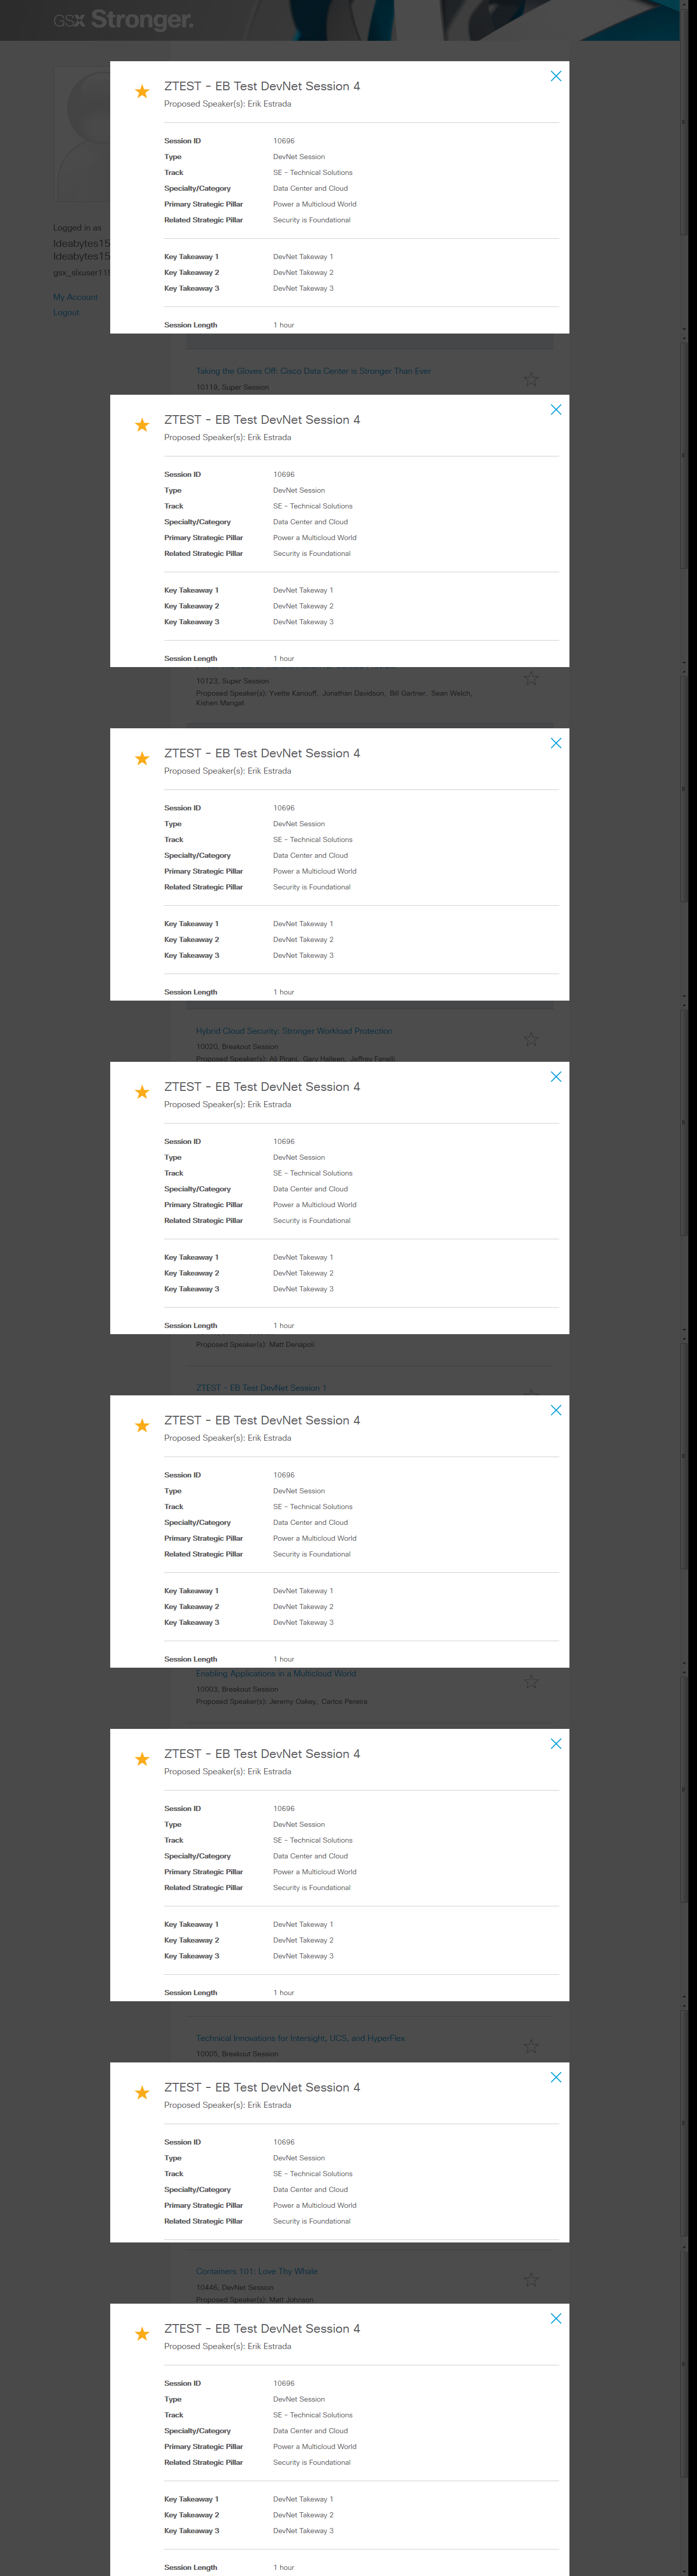 GSX Stronger.
ZTEST - EB Test DevNet Session 4
Proposed Speaker(s): Erik Estrada
Session ID 10696
Type DevNet Session
Track SE - Technical Solutions
Specialty/Category Data Center and Cloud
Logged in as
Primary Strategic Pillar Power a Multicloud World
Related Strategic Pillar Security is Foundational
Ideabytes15
Ideabytes15
Key Takeaway 1 DevNet Takeway 1
gsx_slxuser115
Key Takeaway 2 DevNet Takeway 2
Key Takeaway 3 DevNet Takeway 3
My Account
Logout
Session Length 1 hour
Taking the Gloves Off: Cisco Data Center is Stronger Than Ever
10119, Super Session
ZTEST - EB Test DevNet Session 4
Proposed Speaker(s): Erik Estrada
Session ID 10696
Type DevNet Session
Track SE - Technical Solutions
Specialty/Category Data Center and Cloud
Primary Strategic Pillar Power a Multicloud World
Related Strategic Pillar Security is Foundational
Key Takeaway 1 DevNet Takeway 1
Key Takeaway 2 DevNet Takeway 2
Key Takeaway 3 DevNet Takeway 3
Session Length 1 hour
10123, Super Session
Proposed Speaker(s): Yvette Kanouff, Jonathan Davidson, Bill Gartner, Sean Welch,
Kishen Mangat
ZTEST - EB Test DevNet Session 4
Proposed Speaker(s): Erik Estrada
Session ID 10696
Type DevNet Session
Track SE - Technical Solutions
Specialty/Category Data Center and Cloud
Primary Strategic Pillar Power a Multicloud World
Related Strategic Pillar Security is Foundational
Key Takeaway 1 DevNet Takeway 1
Key Takeaway 2 DevNet Takeway 2
Key Takeaway 3 DevNet Takeway 3
Session Length 1 hour
Hybrid Cloud Security: Stronger Workload Protection
10020, Breakout Session
Proposed Speaker(s): Ali Pirani, Gary Halleen, Jeffrey Fanelli
ZTEST - EB Test DevNet Session 4
Proposed Speaker(s): Erik Estrada
Session ID 10696
Type DevNet Session
Track SE - Technical Solutions
Specialty/Category Data Center and Cloud
Primary Strategic Pillar Power a Multicloud World
Related Strategic Pillar Security is Foundational
Key Takeaway 1 DevNet Takeway 1
Key Takeaway 2 DevNet Takeway 2
Key Takeaway 3 DevNet Takeway 3
Session Length 1 hour
Proposed Speaker(s): Matt Denapoli
ZTEST - EB Test DevNet Session 1
ZTEST - EB Test DevNet Session 4
Proposed Speaker(s): Erik Estrada
Session ID 10696
Type DevNet Session
Track SE - Technical Solutions
Specialty/Category Data Center and Cloud
Primary Strategic Pillar Power a Multicloud World
Related Strategic Pillar Security is Foundational
Key Takeaway 1 DevNet Takeway 1
Key Takeaway 2 DevNet Takeway 2
Key Takeaway 3 DevNet Takeway 3
Session Length 1 hour
Enabling Applications in a Multicloud World
10003, Breakout Session
Proposed Speaker(s): Jeremy Oakey, Carlos Pereira
ZTEST - EB Test DevNet Session 4
Proposed Speaker(s): Erik Estrada
Session ID 10696
Type DevNet Session
Track SE - Technical Solutions
Specialty/Category Data Center and Cloud
Primary Strategic Pillar Power a Multicloud World
Related Strategic Pillar Security is Foundational
Key Takeaway 1 DevNet Takeway 1
Key Takeaway 2 DevNet Takeway 2
Key Takeaway 3 DevNet Takeway 3
Session Length 1 hour
Technical Innovations for Intersight, UCS, and HyperFlex
10005, Breakout Session
ZTEST - EB Test DevNet Session 4
Proposed Speaker(s): Erik Estrada
Session ID 10696
Type DevNet Session
Track SE - Technical Solutions
Specialty/Category Data Center and Cloud
Primary Strategic Pillar Power a Multicloud World
Related Strategic Pillar Security is Foundational
Containers 101: Love Thy Whale
10446, DevNet Session
Proposed Speaker(s): Matt Johnson
ZTEST - EB Test DevNet Session 4
Proposed Speaker(s): Erik Estrada
Session ID 10696
Type DevNet Session
Track SE - Technical Solutions
Specialty/Category Data Center and Cloud
Primary Strategic Pillar Power a Multicloud World
Related Strategic Pillar Security is Foundational
Key Takeaway 1 DevNet Takeway 1
Key Takeaway 2 DevNet Takeway 2
Key Takeaway 3 DevNet Takeway 3
Session Length 1 hour